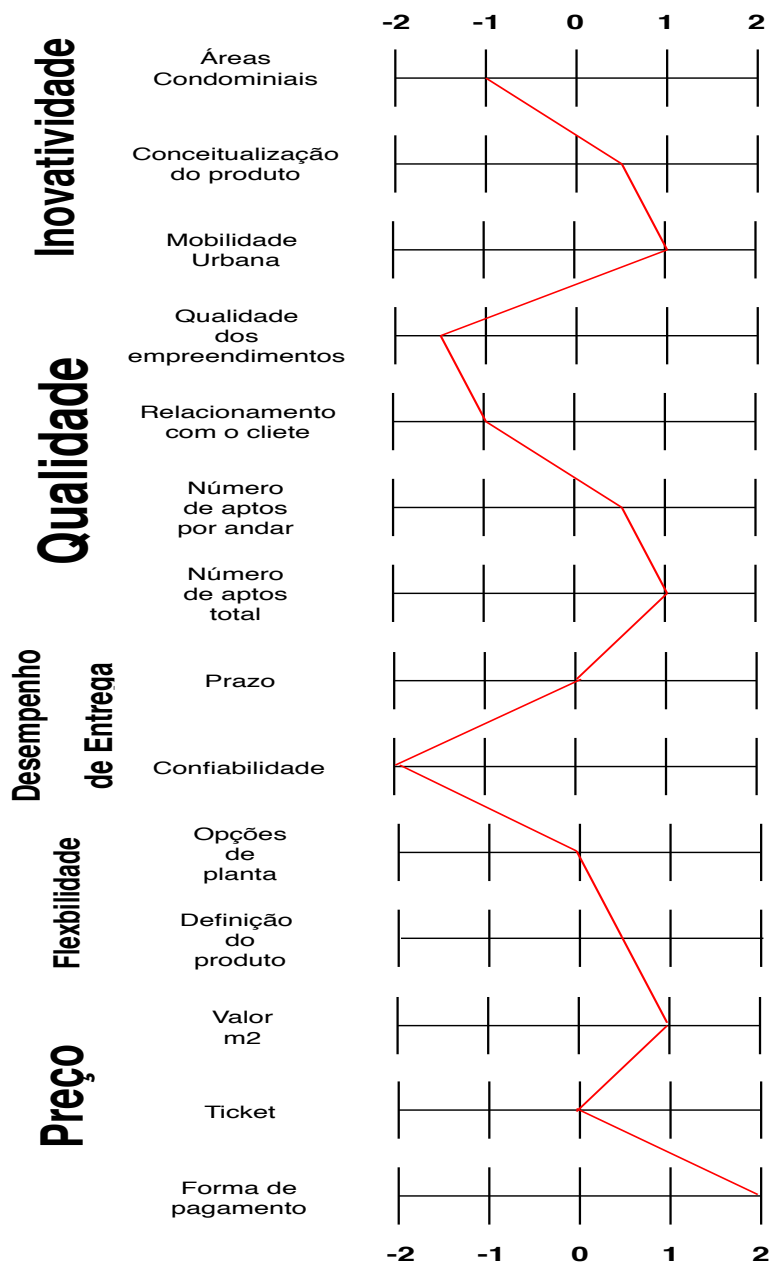 -2 -1 0 1 2
Inovatividade
Áreas
Condominiais
Conceitualização
do produto
Mobilidade
Urbana
Qualidade
Qualidade
dos
empreendimentos
Relacionamento
com o cliete
Número
de aptos
por andar
Número
de aptos
total
Desempenho
de Entrega
Prazo
Confiabilidade
Flexbilidade
Opções
de
planta
Definição
do
produto
Preço
Valor
m2
Ticket
Forma de
pagamento
-2 -1 0 1 2